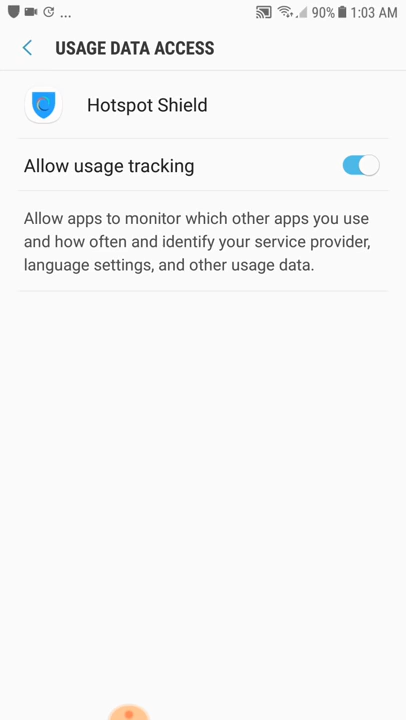 ... 90% 1:03 AM
USAGE DATA ACCESS
Hotspot Shield
Allow usage tracking
Allow apps to monitor which other apps you use
and how often and identify your service provider,
language settings, and other usage data.